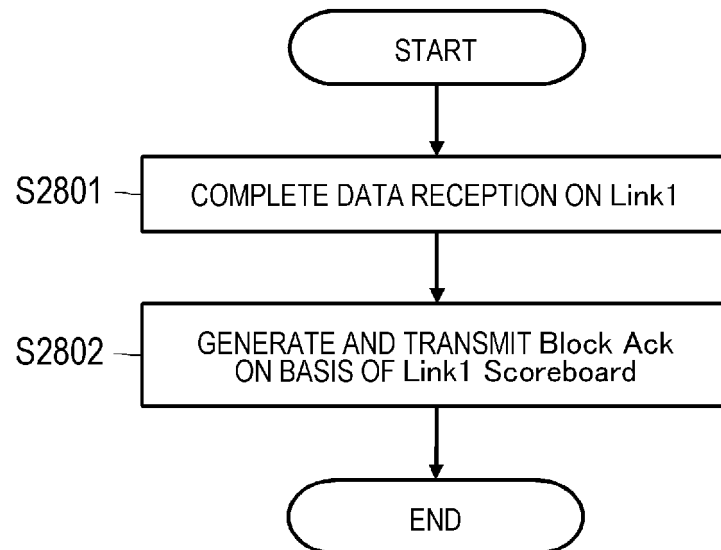 START
S2801
COMPLETE DATA RECEPTION ON Link1
S2802
GENERATE AND TRANSMIT Block Ack
ON BASIS OF Link1 Scoreboard
END